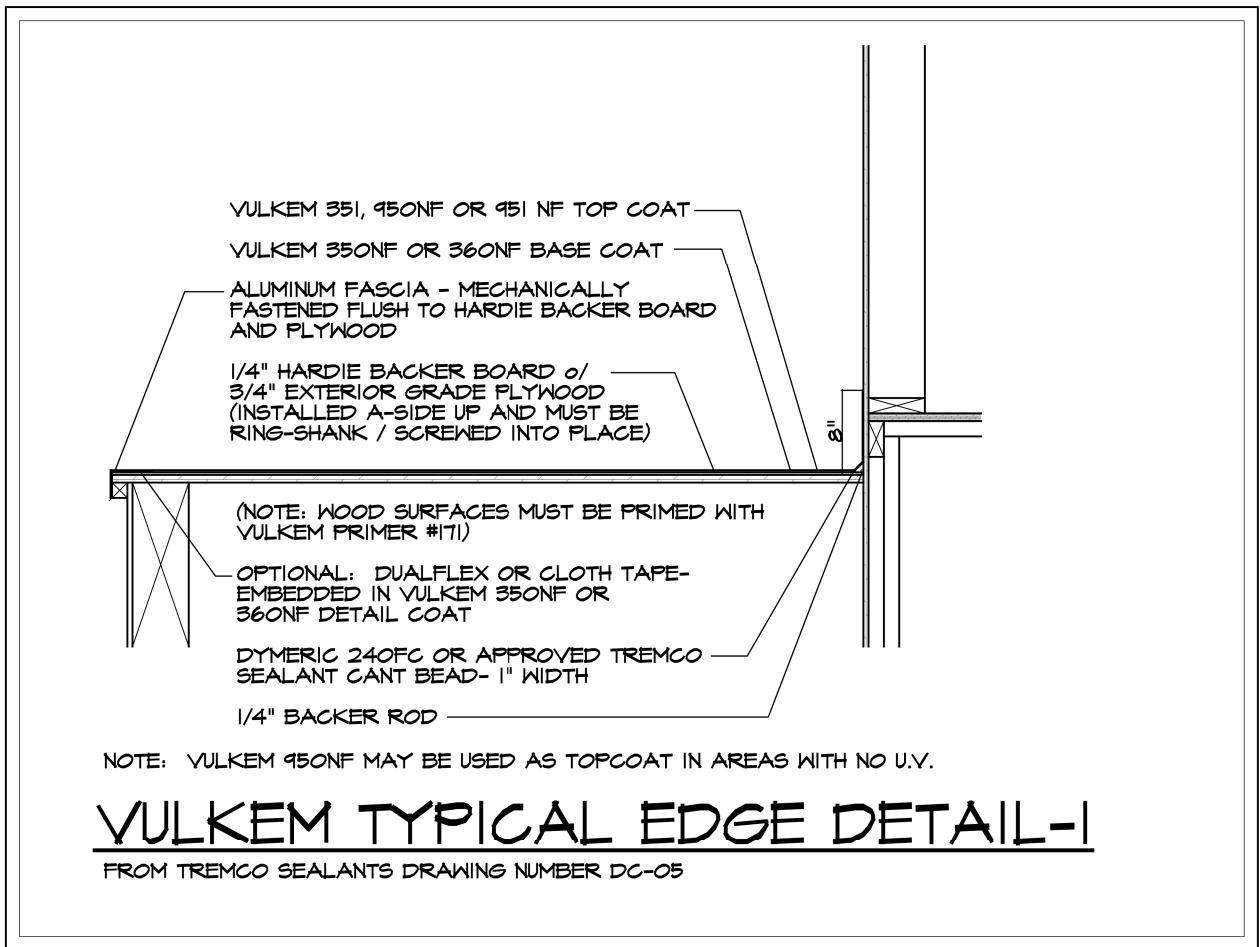 VULKEM 351, 950NF OR 951 NF TOP COAT
VULKEM 350NF OR 360NF BASE COAT
ALUMINUM FASCIA - MECHANICALLY
FASTENED FLUSH TO HARDIE BACKER BOARD
AND PLYWOOD
1/4" HARDIE BACKER BOARD o/
3/4" EXTERIOR GRADE PLYWOOD
(INSTALLED A-SIDE UP AND MUST BE
RING-SHANK / SCREWED INTO PLACE)
8"
(NOTE: WOOD SURFACES MUST BE PRIMED WITH
VULKEM PRIMER #171)
OPTIONAL: DUALFLEX OR CLOTH TAPE-
EMBEDDED IN VULKEM 350NF OR
360NF DETAIL COAT
DYMERIC 240FC OR APPROVED TREMCO
SEALANT CANT BEAD- 1" WIDTH
1/4" BACKER ROD
NOTE: VULKEM 950NF MAY BE USED AS TOPCOAT IN AREAS WITH NO U.V.
VULKEM TYPICAL EDGE DETAIL-1
FROM TREMCO SEALANTS DRAWING NUMBER DC-05